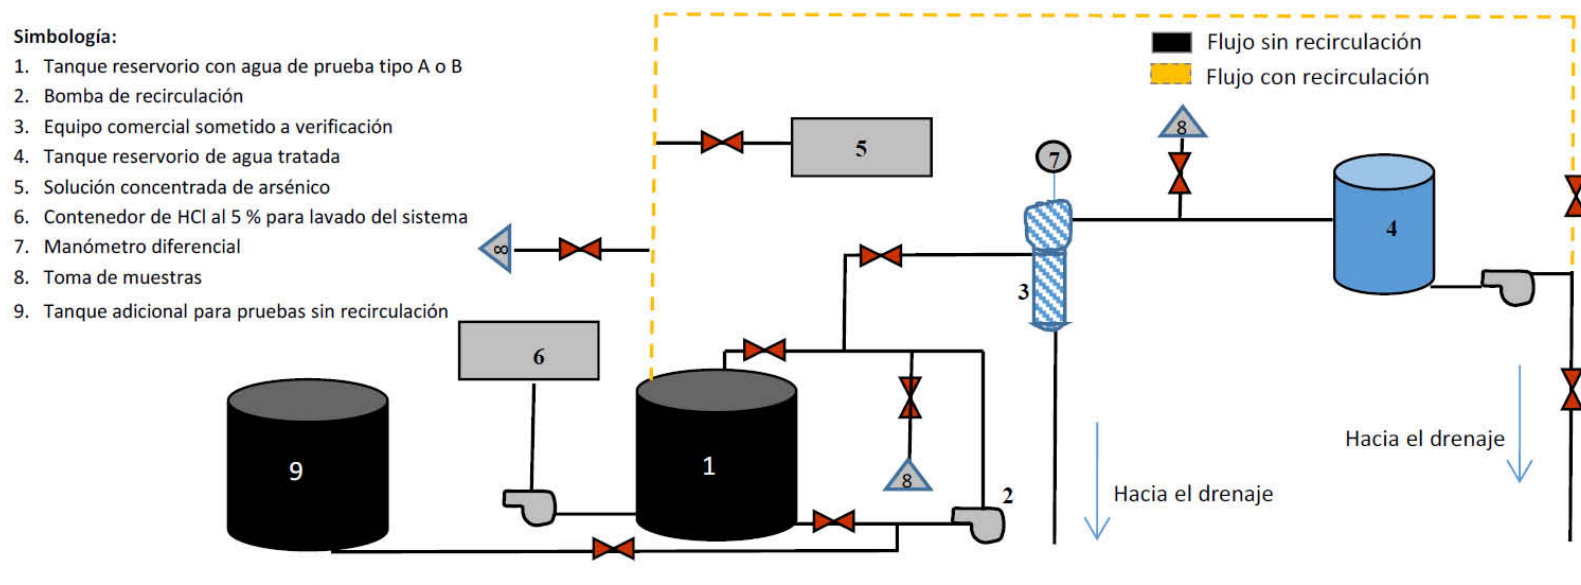 Simbología:
1. Tanque reservorio con agua de prueba tipo A o B
2. Bomba de recirculación
3. Equipo comercial sometido a verificación
4. Tanque reservorio de agua tratada
5. Solución concentrada de arsénico
6. Contenedor de HCl al 5 % para lavado del sistema
7. Manómetro diferencial
8. Toma de muestras
9. Tanque adicional para pruebas sin recirculación
Flujo sin recirculación
Flujo con recirculación
8
5
7
4
8
3
6
9
1
8
2
Hacia el drenaje
Hacia el drenaje